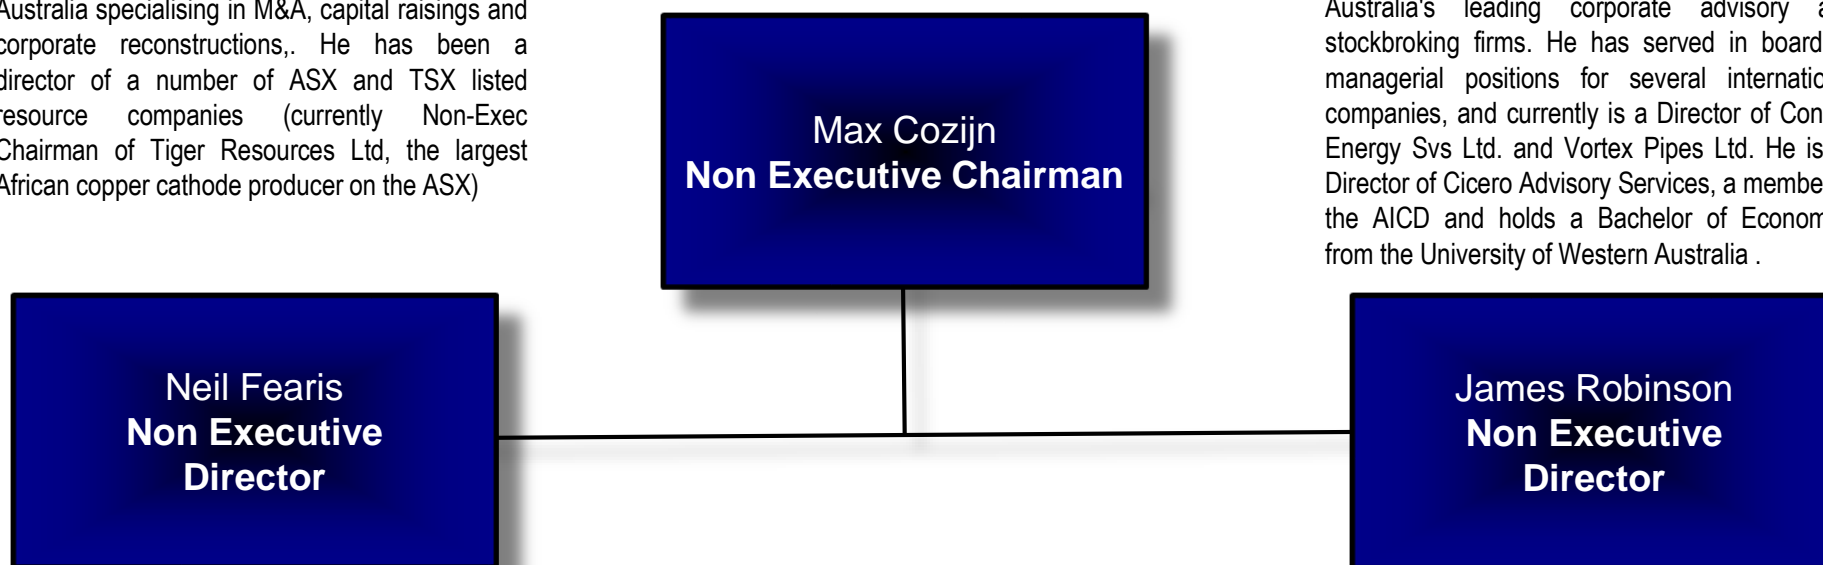 Australia specialising in M&A, capital raisings and
corporate reconstructions,. He has been a
director of a number of ASX and TSX listed
resource companies (currently Non-Exec
Chairman of Tiger Resources Ltd, the largest
African copper cathode producer on the ASX)
Max Cozijn
Non Executive Chairman
Australia's leading corporate advisory
stockbroking firms. He has served in board
managerial positions for several
companies, and currently is a Director of
Energy Svs Ltd. and Vortex Pipes Ltd. He is
Director of Cicero Advisory Services, a
the AICD and holds a Bachelor of
from the University of Western Australia .
Neil Fearis
Non Executive
Director
James Robinson
Non Executive
Director